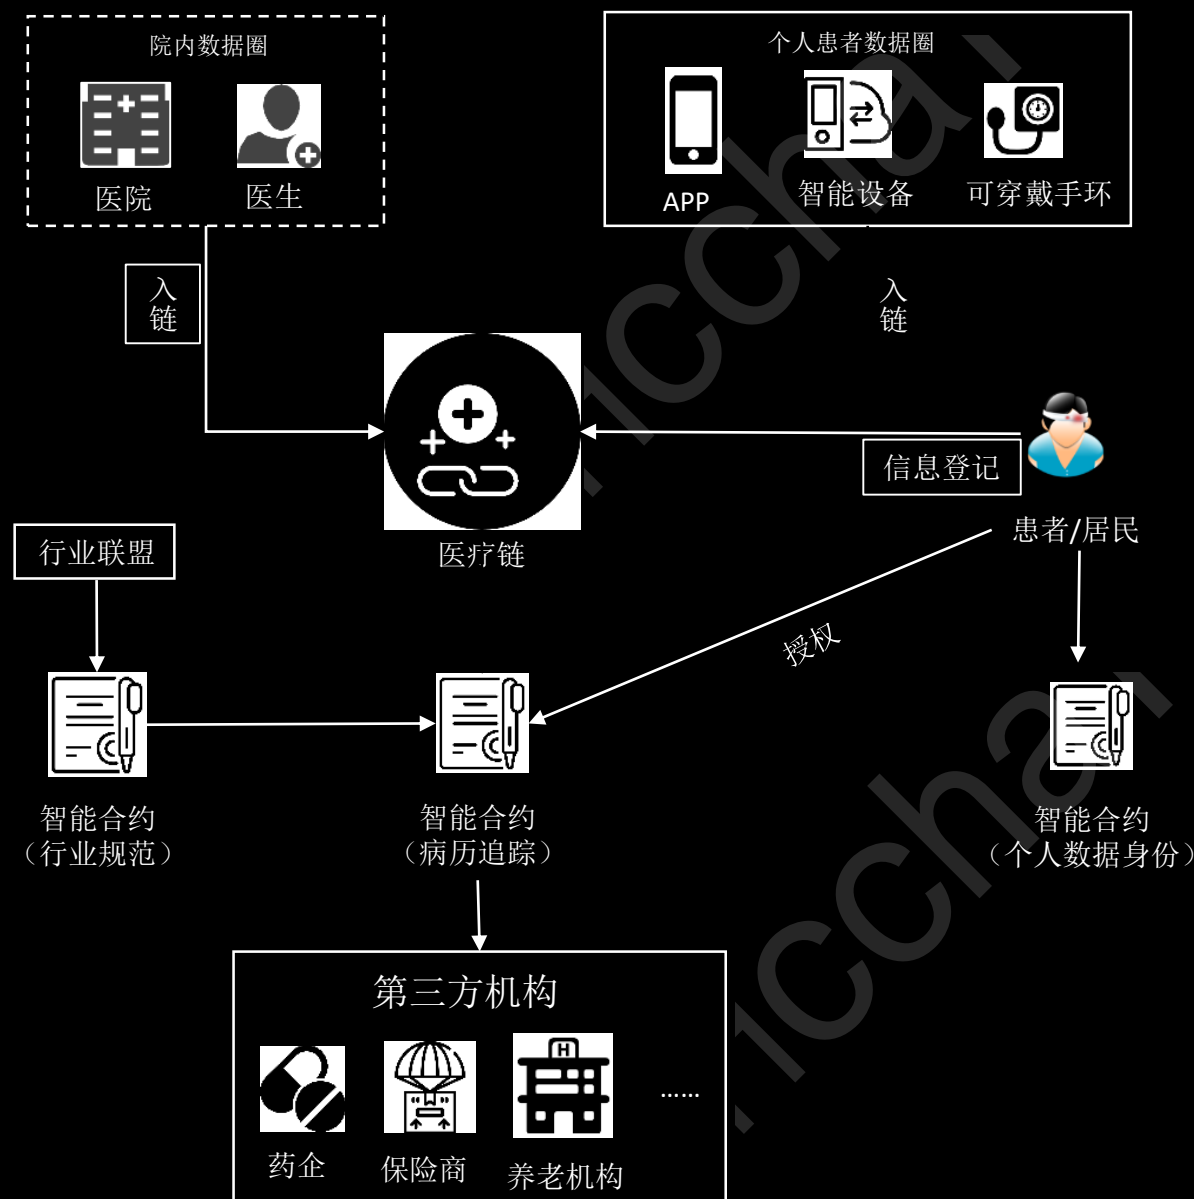 院内数据圈
医院
医生
个人患者数据圈
APP
智能设备
可穿戴手环
入
链
入
链
医疗链
信息登记
患者/居民
行业联盟
授权
智能合约
（行业规范）
智能合约
（病历追踪）
智能合约
（个人数据身份）
第三方机构
H
药企
保险商
养老机构
……